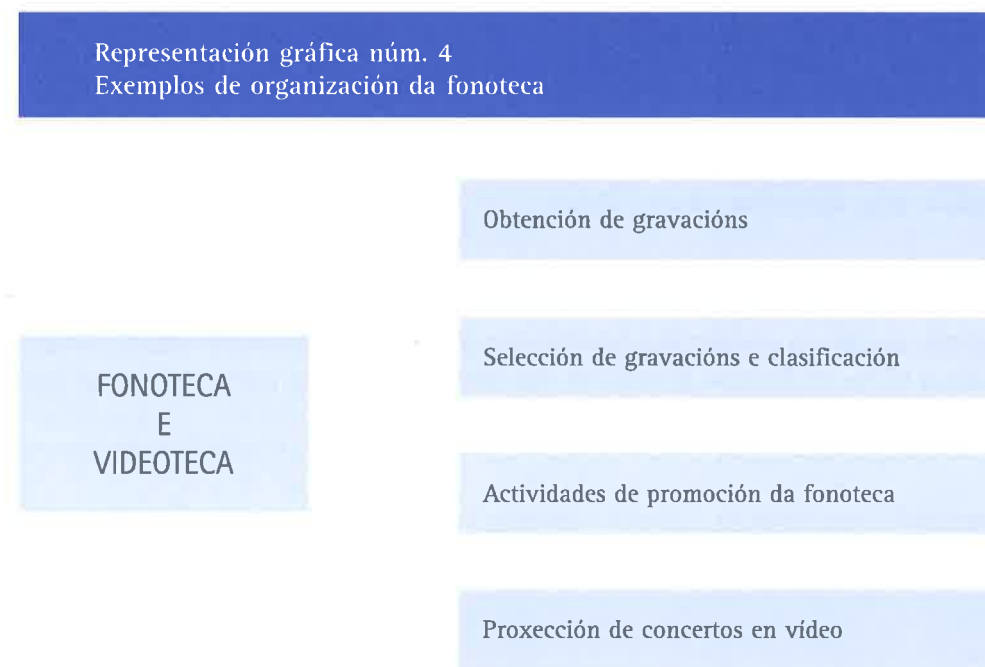 Representación gráfica núm. 4
Exemplos de organización da fonoteca
FONOTECA
E
VIDEOTECA
Obtención de gravacións
Selección de gravacións e clasificación
Actividades de promoción da fonoteca
Proxección de concertos en vídeo